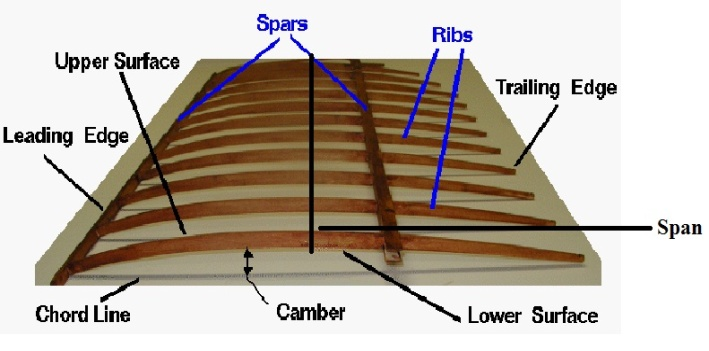 Spars
Ribs
Upper Surface
Trailing Edge
Leading Edge
Span
Chord Line
Camber
Lower Surface